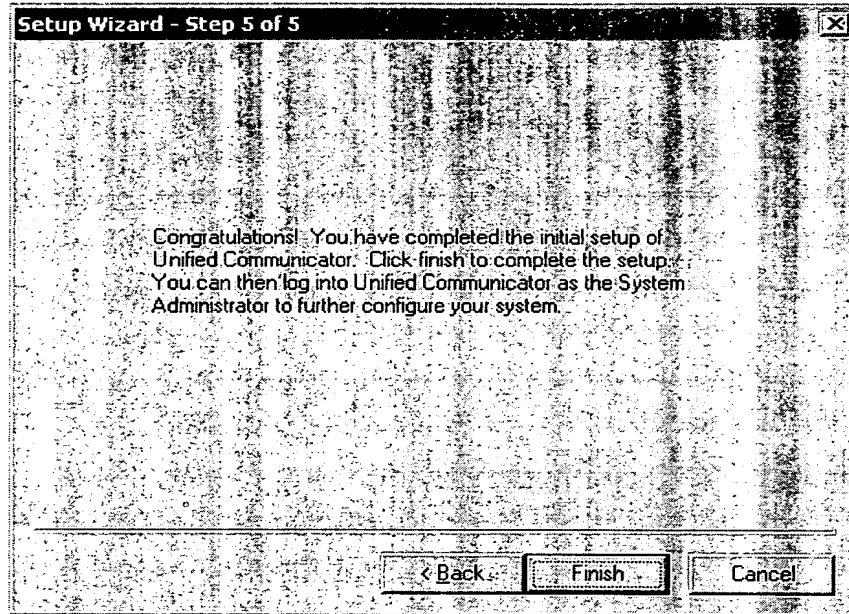 Setup Wizard - Step 5 of 5
Congratulations! You have completed the initial setup of
Unified Communicator. Click finish to complete the setup.
You can then log into Unified Communicator as the System
Administrator to further configure your system.
< Back
Finish
Cancel